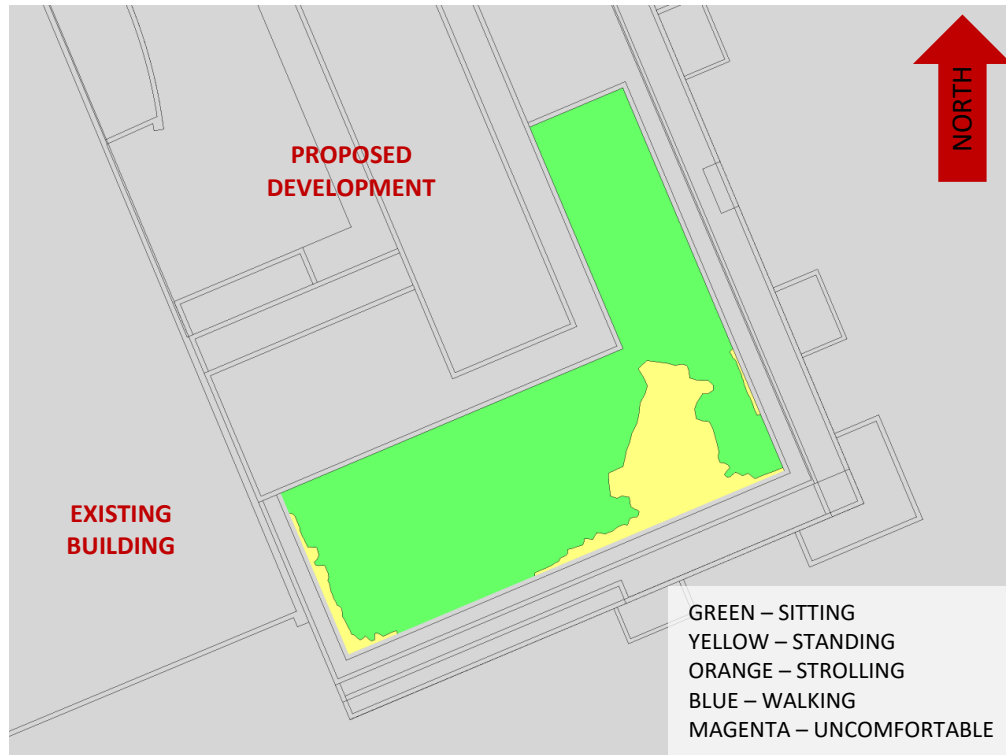 NORTH
PROPOSED
DEVELOPMENT
EXISTING
BUILDING
GREEN – SITTING
YELLOW – STANDING
ORANGE – STROLLING
BLUE – WALKING
MAGENTA – UNCOMFORTABLE